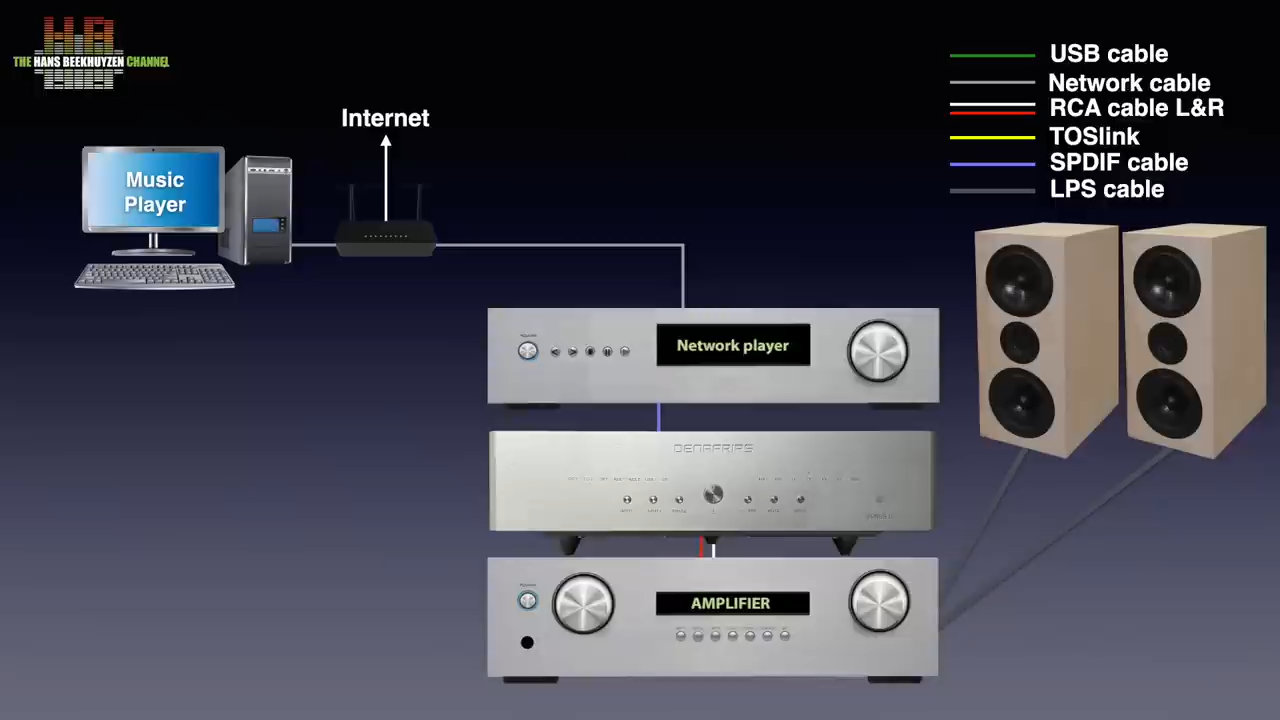 THE HANS BEEKHUYZEN CHANNEL
Internet
Music
Player
USB cable
Network cable
RCA cable L&R
TOSlink
SPDIF cable
LPS cable
Network player
DENAFRIPS
AMPLIFIER